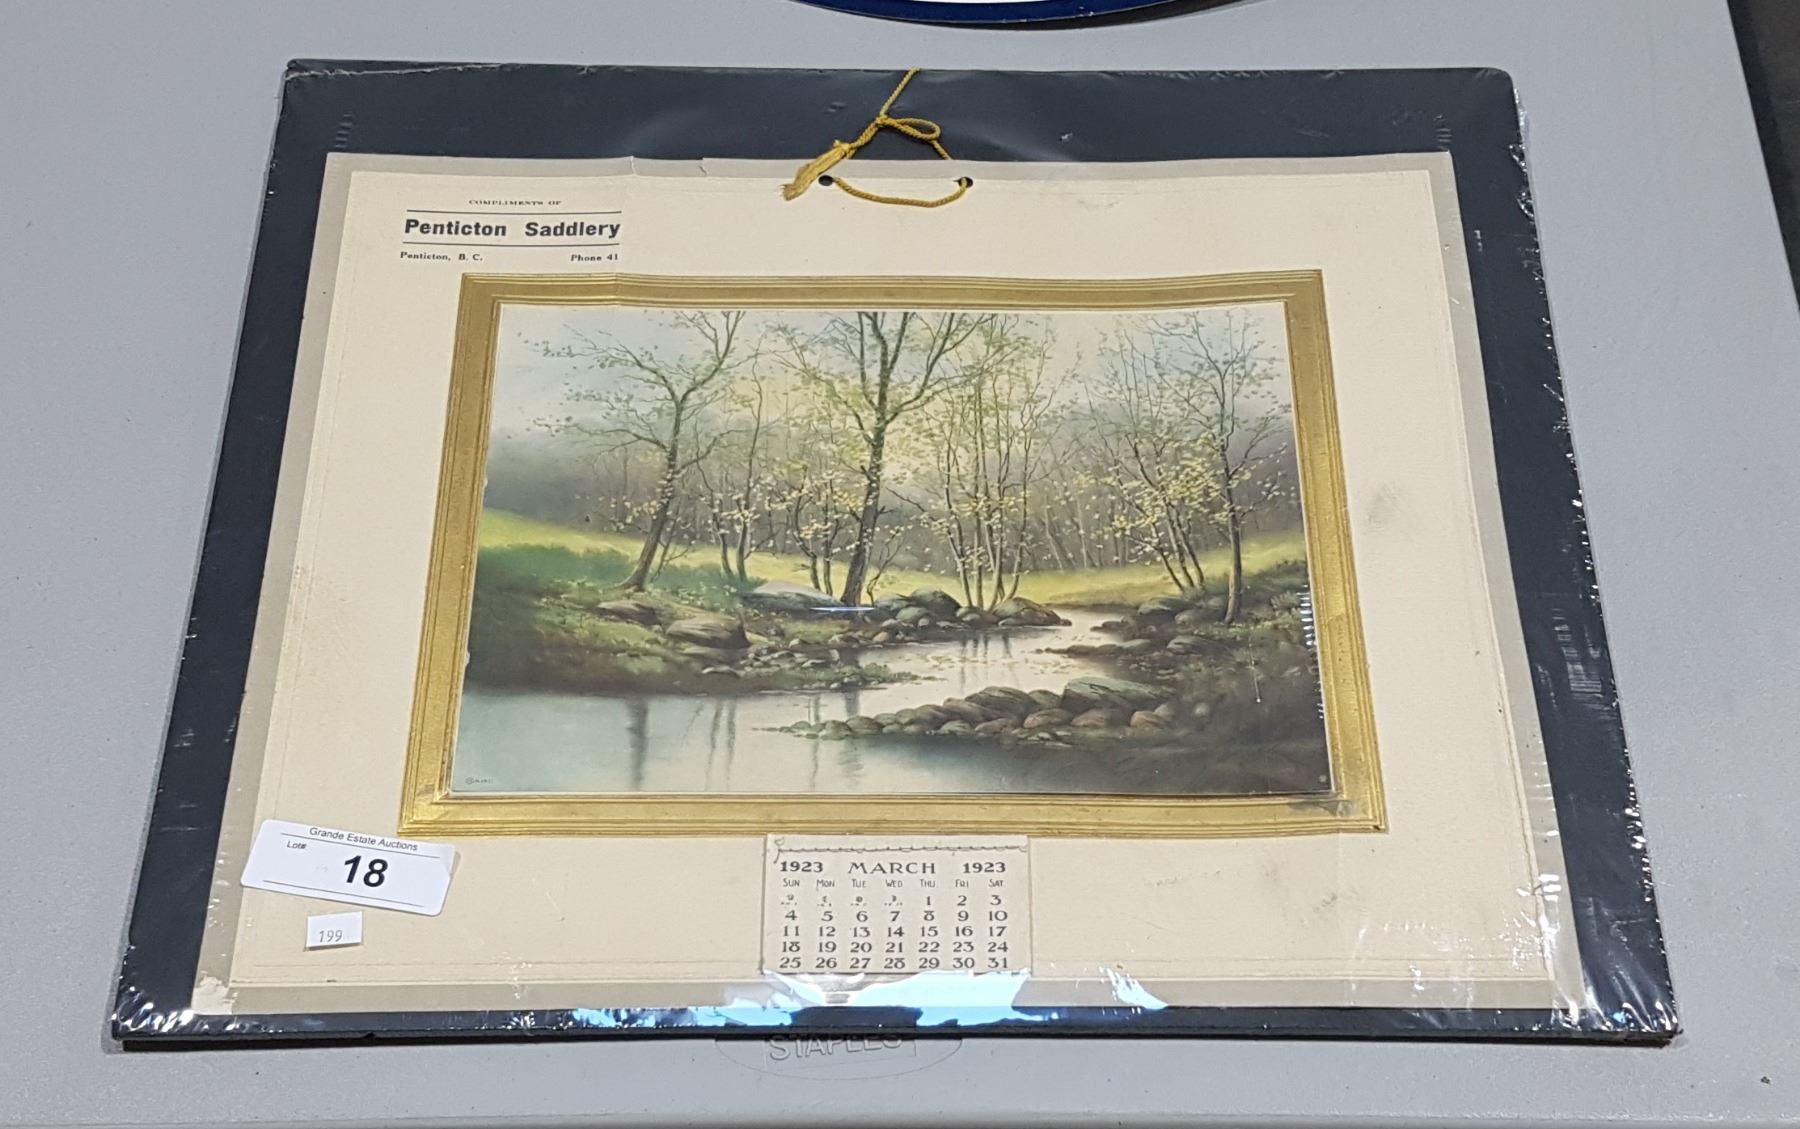 COMPLIMENTS OF
Penticton Saddlery
Penticton, B. C. Phone 41
Grande Estate Auctions
Lot#
18
199
1923 MARCH 1923
SUN MON TUE WED THU FRI SAT
1 2 3
4 5 6 7 8 9 10
11 12 13 14 15 16 17
18 19 20 21 22 23 24
25 26 27 28 29 30 31
STAPLES